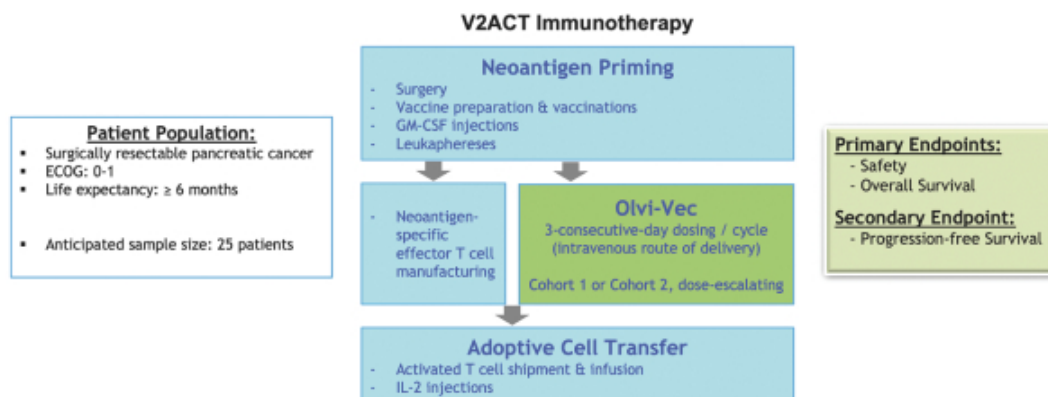 V2ACT Immunotherapy
Neoantigen Priming
- Surgery
- Vaccine preparation & vaccinations
- GM-CSF injections
- Leukaphereses
Patient Population:
▪ Surgically resectable pancreatic cancer
▪ ECOG: 0-1
▪ Life expectancy: ≥ 6 months
▪ Anticipated sample size: 25 patients
- Neoantigen-
specific
effector T cell
manufacturing
Olvi-Vec
3-consecutive-day dosing / cycle
(intravenous route of delivery)
Cohort 1 or Cohort 2, dose-escalating
Adoptive Cell Transfer
- Activated T cell shipment & infusion
- IL-2 injections
Primary Endpoints:
- Safety
- Overall Survival
Secondary Endpoint:
- Progression-free Survival